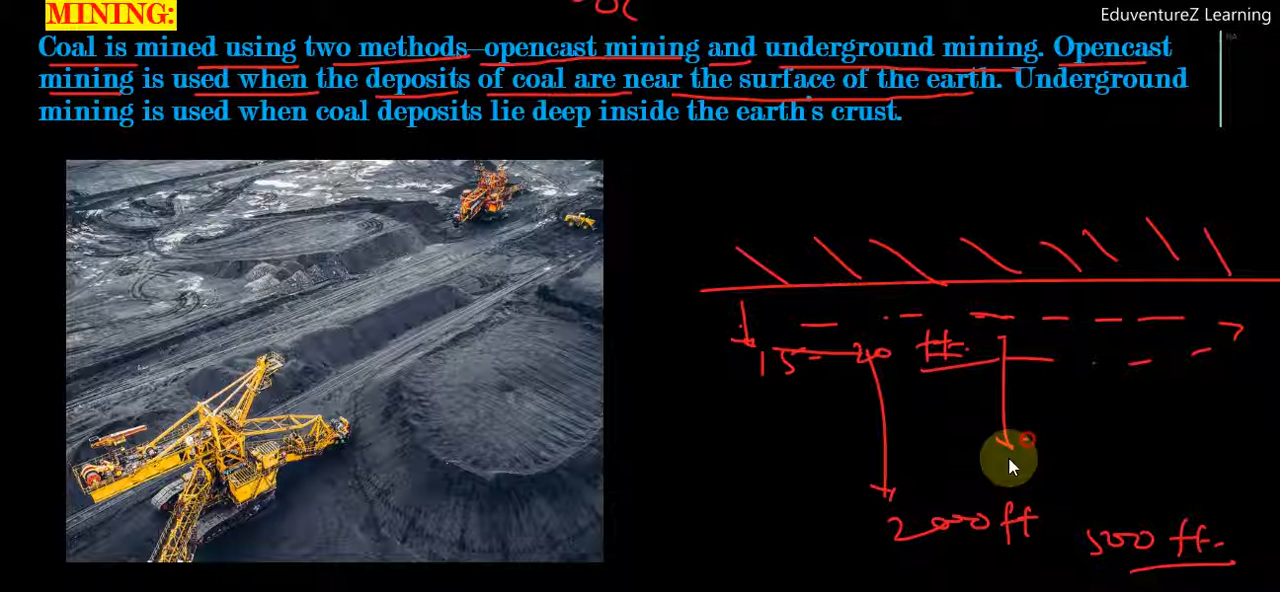 OC
EduventureZ Learning
MINING:
Coal is mined using two methods–opencast mining and underground mining. Opencast
mining is used when the deposits of coal are near the surface of the earth. Underground
mining is used when coal deposits lie deep inside the earth's crust.
15 - 20 ft.
2000 ft
500 ft.